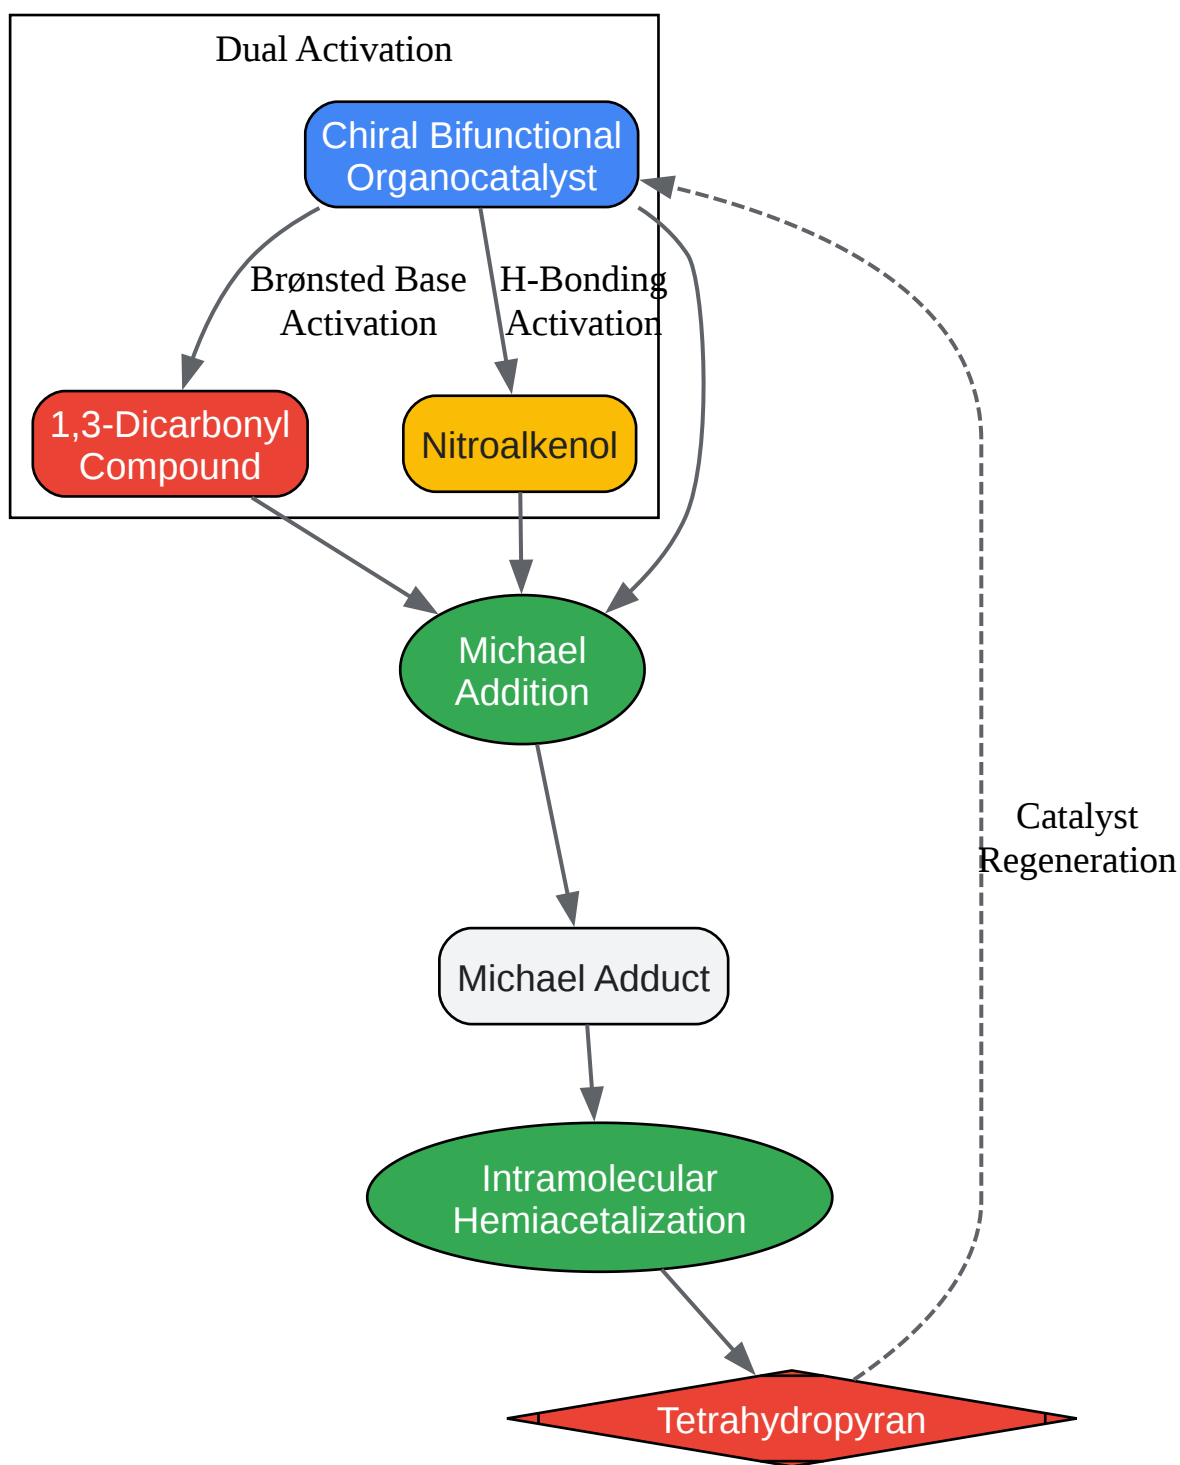 Dual Activation
Chiral Bifunctional
Organocatalyst
Brønsted Base
Activation
H-Bonding
Activation
1,3-Dicarbonyl
Compound
Nitroalkenol
Michael
Addition
Catalyst
Regeneration
Michael Adduct
Intramolecular
Hemiacetalization
Tetrahydropyran